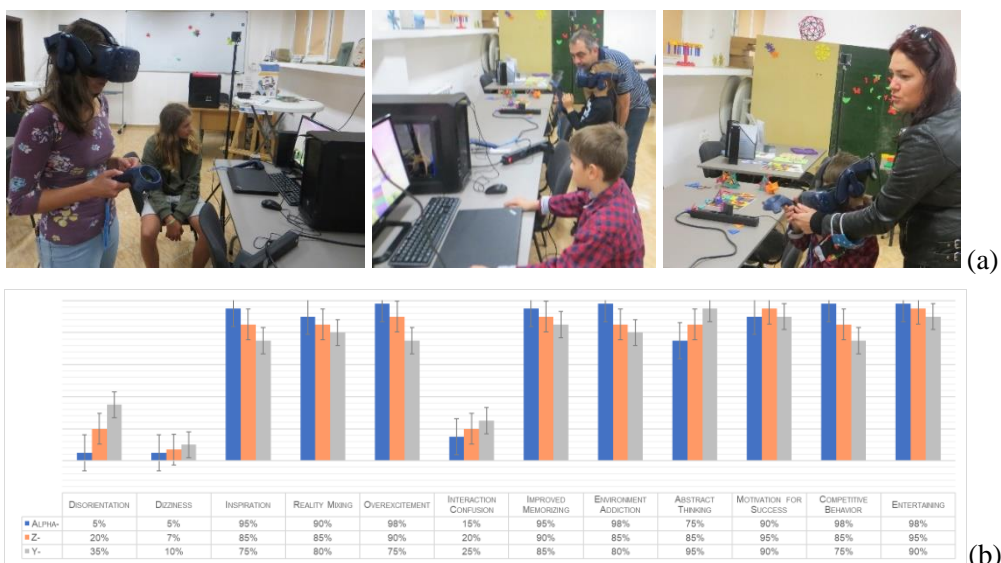 (a)
DISORIENTATION DIZZINESS INSPIRATION REALITY MIXING OVEREXCITEMENT INTERACTION CONFUSION IMPROVED MEMORIZING ENVIRONMENT ADDICTION ABSTRACT THINKING MOTIVATION FOR SUCCESS COMPETITIVE BEHAVIOR ENTERTAINING
ALPHA- 5% 5% 95% 90% 98% 15% 95% 98% 75% 90% 98% 98%
Z- 20% 7% 85% 85% 90% 20% 90% 85% 85% 95% 85% 95%
Y- 35% 10% 75% 80% 75% 25% 85% 80% 95% 90% 75% 90%
(b)